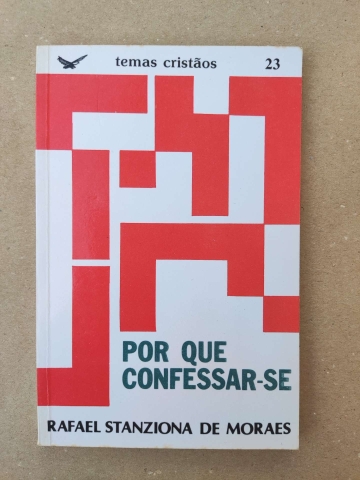 temas cristãos 23
POR QUE
CONFESSAR-SE
RAFAEL STANZIONA DE MORAES